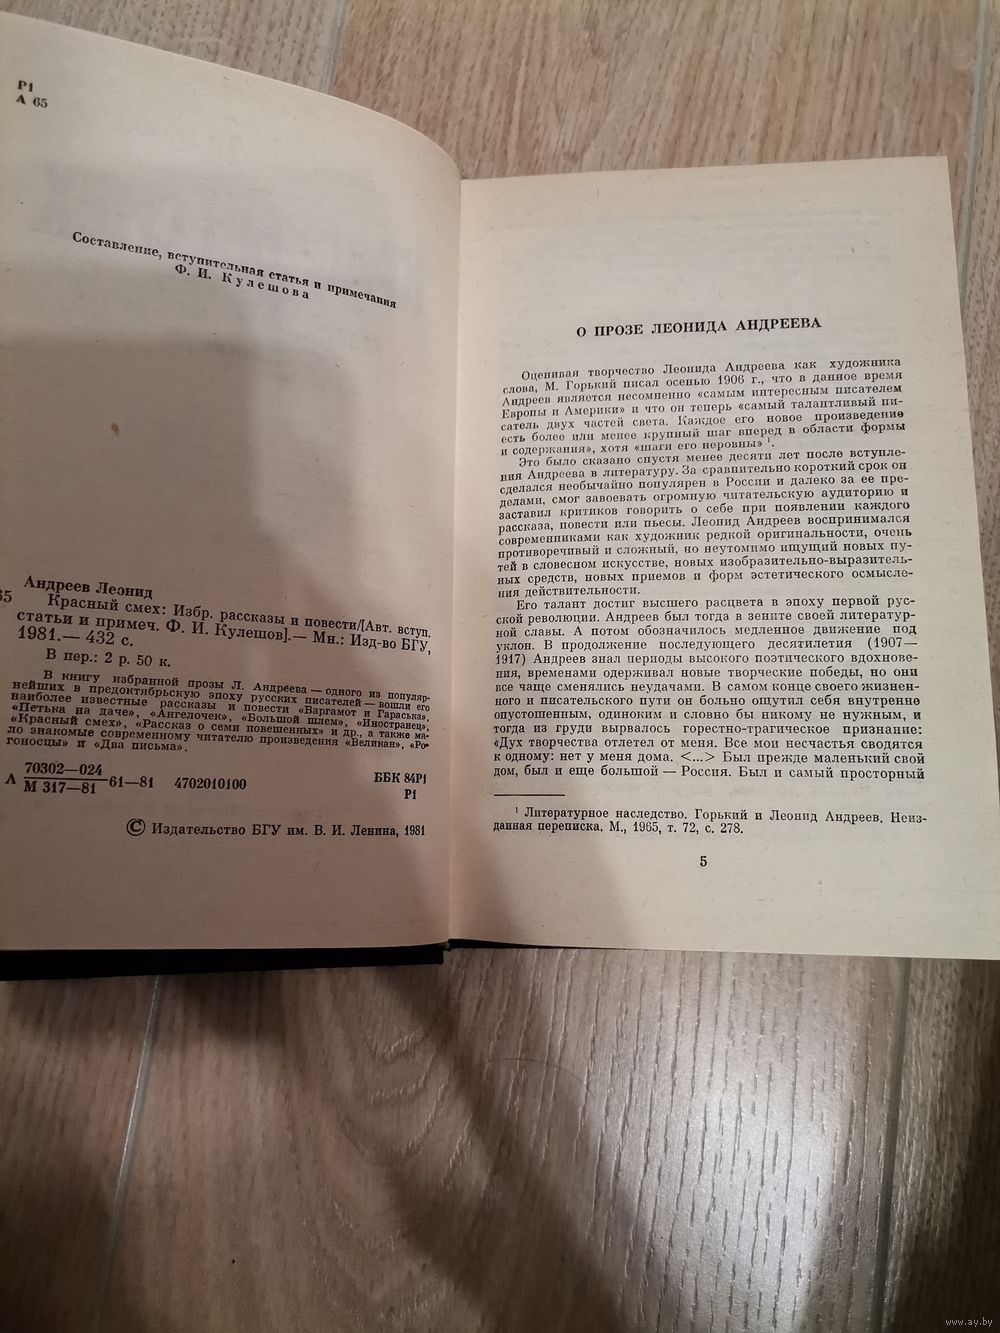 Р1
А 65
Составление, вступительная статья и примечания
Ф. И. Кулешова
Андреев Леонид
65
Красный смех: Избр. рассказы и повести/[Авт. вступ.
статьи и примеч. Ф. И. Кулешов].— Мн.: Изд-во БГУ,
1981.— 432 с.
В пер.: 2 р. 50 к.
В книгу избранной прозы Л. Андреева — одного из популяр-
нейших в предоктябрьскую эпоху русских писателей — вошли его
наиболее известные рассказы и повести «Баргамот и Гараська»,
«Петька на даче», «Ангелочек», «Большой шлем», «Иностранец»,
«Красный смех», «Рассказ о семи повешенных» и др., а также ма-
ло знакомые современному читателю произведения «Великан», «Ро-
гоносцы» и «Два письма».
А 70302—024
М 317—81 61—81 4702010100
ББК 84Р1
Р1
© Издательство БГУ им. В. И. Ленина, 1981
О ПРОЗЕ ЛЕОНИДА АНДРЕЕВА
Оценивая творчество Леонида Андреева как художника
слова, М. Горький писал осенью 1906 г., что в данное время
Андреев является несомненно «самым интересным писателем
Европы и Америки» и что он теперь «самый талантливый пи-
сатель двух частей света. Каждое его новое произведение
есть более или менее крупный шаг вперед в области формы
и содержания», хотя «шаги его неровны» ¹.
Это было сказано спустя менее десяти лет после вступле-
ния Андреева в литературу. За сравнительно короткий срок он
сделался необычайно популярен в России и далеко за ее пре-
делами, смог завоевать огромную читательскую аудиторию и
заставил критиков говорить о себе при появлении каждого
рассказа, повести или пьесы. Леонид Андреев воспринимался
современниками как художник редкой оригинальности, очень
противоречивый и сложный, но неутомимо ищущий новых пу-
тей в словесном искусстве, новых изобразительно-выразитель-
ных средств, новых приемов и форм эстетического осмысле-
ния действительности.
Его талант достиг высшего расцвета в эпоху первой рус-
ской революции. Андреев был тогда в зените своей литератур-
ной славы. А потом обозначилось медленное движение под
уклон. В продолжение последующего десятилетия (1907—
1917) Андреев знал периоды высокого поэтического вдохнове-
ния, временами одерживал новые творческие победы, но они
все чаще сменялись неудачами. В самом конце своего жизнен-
ного и писательского пути он больно ощутил себя внутренне
опустошенным, одиноким и словно бы никому не нужным, и
тогда из груди вырвалось горестно-трагическое признание:
«Дух творчества отлетел от меня. Все мои несчастья сводятся
к одному: нет у меня дома. <...> Был прежде маленький свой
дом, был и еще большой — Россия. Был и самый просторный
¹ Литературное наследство. Горький и Леонид Андреев. Неиз-
данная переписка. М., 1965, т. 72, с. 278.
5
www.ay.by